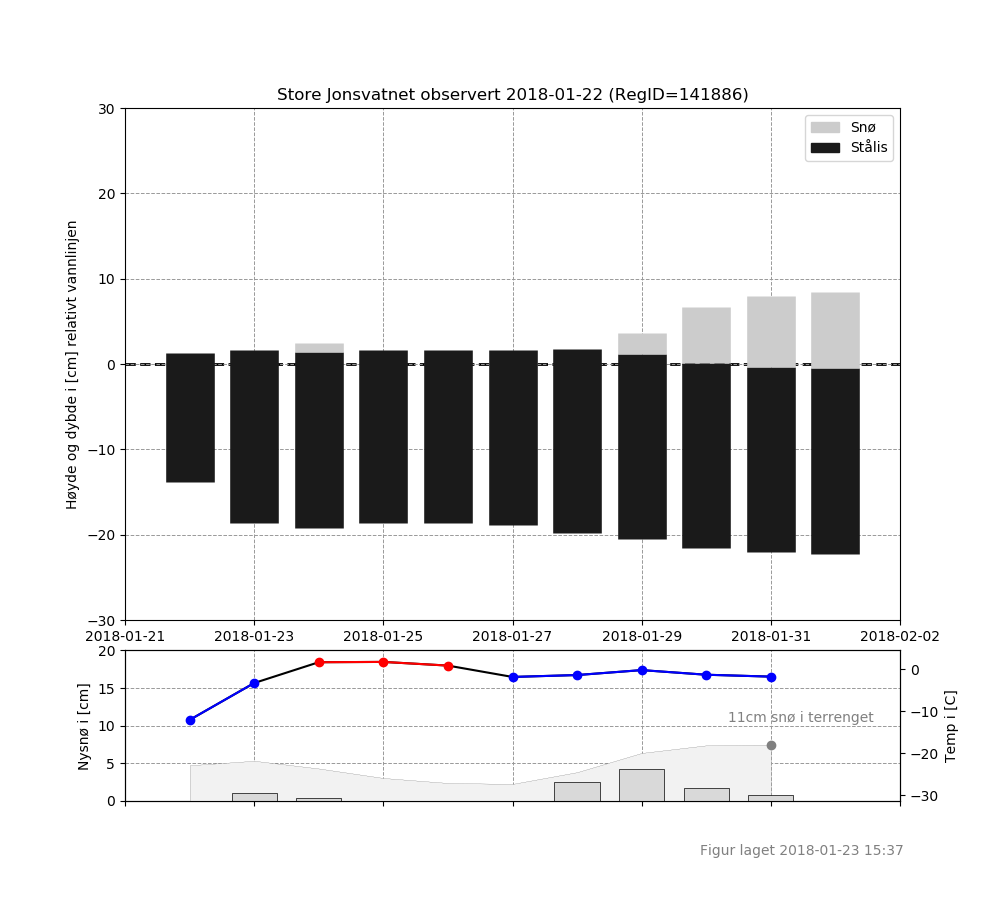 Store Jonsvatnet observert 2018-01-22 (RegID=141886)
Snø
Stålis
30
20
10
0
−10
−20
−30
Høyde og dybde i [cm] relativt vannlinjen
2018-01-21 2018-01-23 2018-01-25 2018-01-27 2018-01-29 2018-01-31 2018-02-02
20
15
10
5
0
Nysnø i [cm]
11cm snø i terrenget
0
−10
−20
−30
Temp i [C]
Figur laget 2018-01-23 15:37